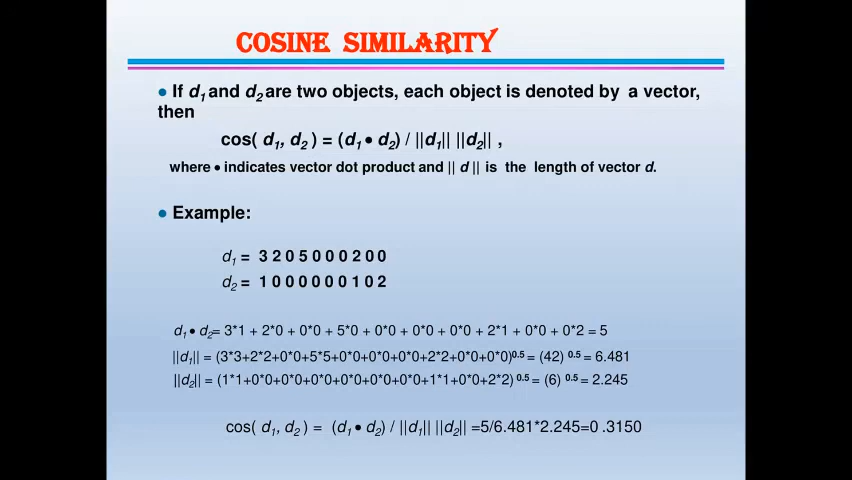 COSINE SIMILARITY
• If d1 and d2 are two objects, each object is denoted by a vector,
then
cos( d1, d2 ) = (d1 • d2) / ||d1|| ||d2|| ,
where • indicates vector dot product and || d || is the length of vector d.
• Example:
d1 = 3 2 0 5 0 0 0 2 0 0
d2 = 1 0 0 0 0 0 0 1 0 2
d1 • d2= 3*1 + 2*0 + 0*0 + 5*0 + 0*0 + 0*0 + 0*0 + 2*1 + 0*0 + 0*2 = 5
||d1|| = (3*3+2*2+0*0+5*5+0*0+0*0+0*0+2*2+0*0+0*0)0.5 = (42) 0.5 = 6.481
||d2|| = (1*1+0*0+0*0+0*0+0*0+0*0+0*0+1*1+0*0+2*2) 0.5 = (6) 0.5 = 2.245
cos( d1, d2 ) = (d1 • d2) / ||d1|| ||d2|| =5/6.481*2.245=0 .3150